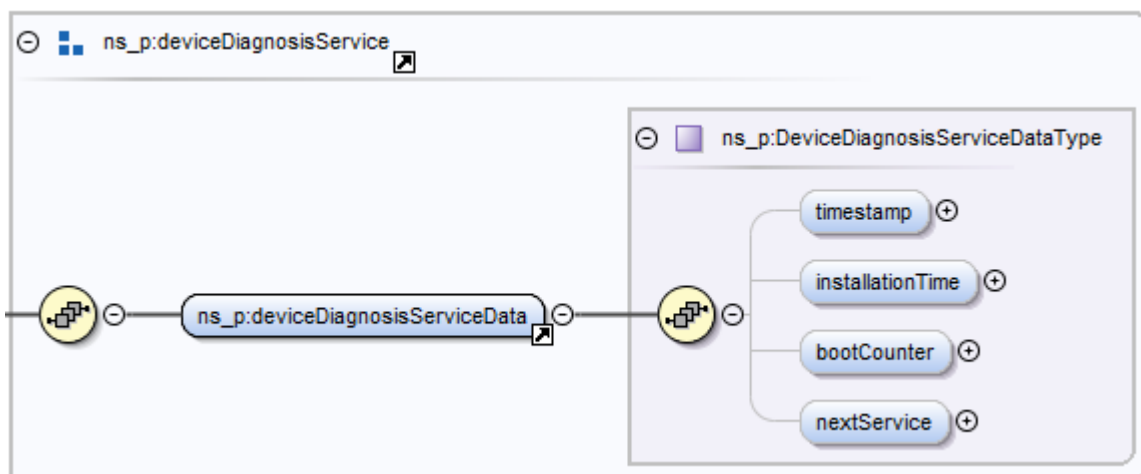 ns_p:deviceDiagnosisService
ns_p:DeviceDiagnosisServiceDataType
timestamp
installationTime
ns_p:deviceDiagnosisServiceData
bootCounter
nextService